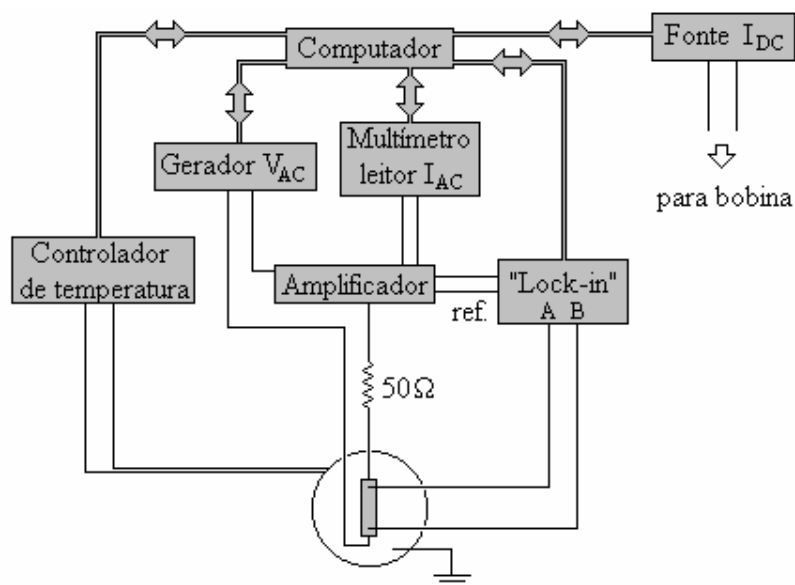 Computador
Fonte I_DC
Gerador V_AC
Multímetro
leitor I_AC
para bobina
Controlador
de temperatura
Amplificador
"Lock-in"
A B
ref.
50Ω